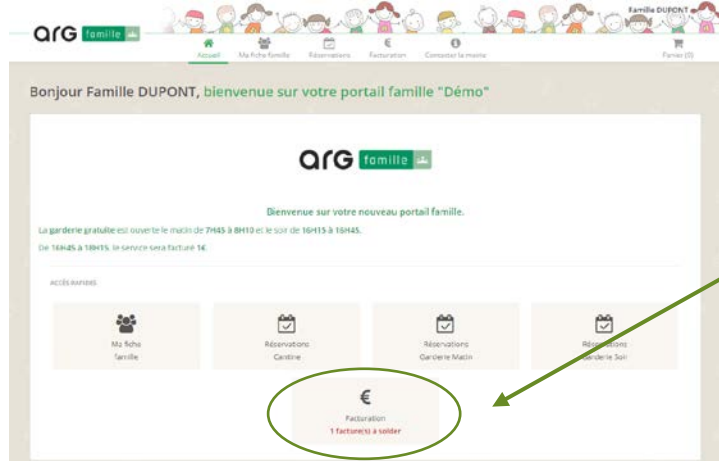 Famille DUPONT
arG famille
Accueil
Ma fiche famille
Réservations
Facturation
Contacter la mairie
Panier (0)
Bonjour Famille DUPONT, bienvenue sur votre portail famille "Démo"
arG famille
Bienvenue sur votre nouveau portail famille.
La garderie gratuite est ouverte le matin de 7H45 à 8H10 et le soir de 16H15 à 16H45.
De 16H45 à 18H15, le service sera facturé 1€.
ACCÈS RAPIDES
Ma fiche
famille
Réservations
Cantine
Réservations
Garderie Matin
Réservations
Garderie Soir
€
Facturation
1 facture(s) à solder